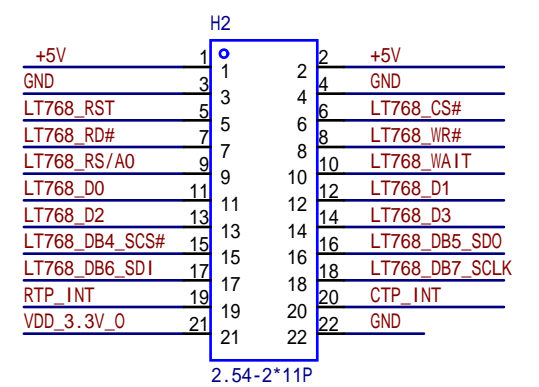 H2
+5V 1 1 2 2 +5V
GND 3 3 4 4 GND
LT768_RST 5 5 6 6 LT768_CS#
LT768_RD# 7 7 8 8 LT768_WR#
LT768_RS/A0 9 9 10 10 LT768_WAIT
LT768_D0 11 11 12 12 LT768_D1
LT768_D2 13 13 14 14 LT768_D3
LT768_DB4_SCS# 15 15 16 16 LT768_DB5_SDO
LT768_DB6_SDI 17 17 18 18 LT768_DB7_SCLK
RTP_INT 19 19 20 20 CTP_INT
VDD_3.3V_O 21 21 22 22 GND
2.54-2*11P